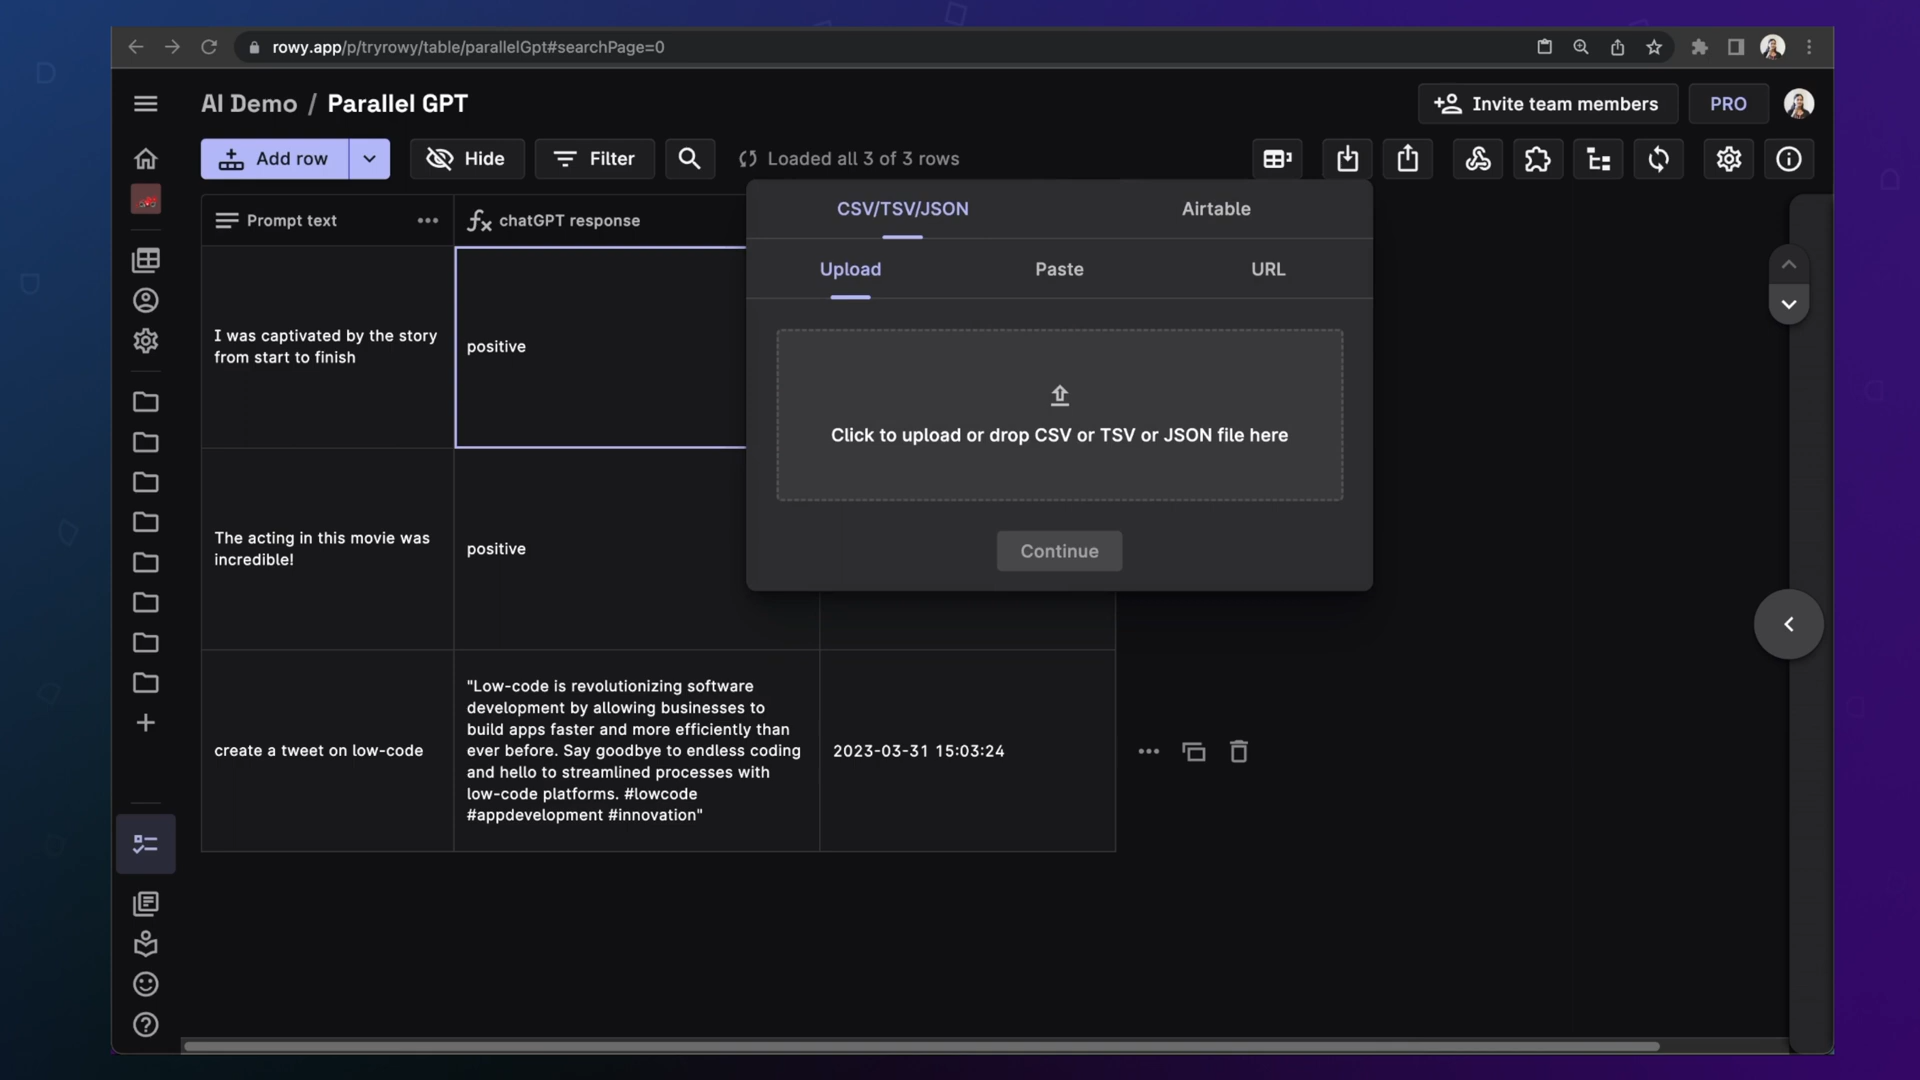 rowy.app/p/tryrowy/table/parallelGpt#searchPage=0
AI Demo / Parallel GPT
Invite team members
PRO
Add row
Hide
Filter
Loaded all 3 of 3 rows
Prompt text
fx chatGPT response
CSV/TSV/JSON
Airtable
Upload
Paste
URL
Click to upload or drop CSV or TSV or JSON file here
Continue
I was captivated by the story
from start to finish
positive
The acting in this movie was
incredible!
positive
create a tweet on low-code
"Low-code is revolutionizing software
development by allowing businesses to
build apps faster and more efficiently than
ever before. Say goodbye to endless coding
and hello to streamlined processes with
low-code platforms. #lowcode
#appdevelopment #innovation"
2023-03-31 15:03:24